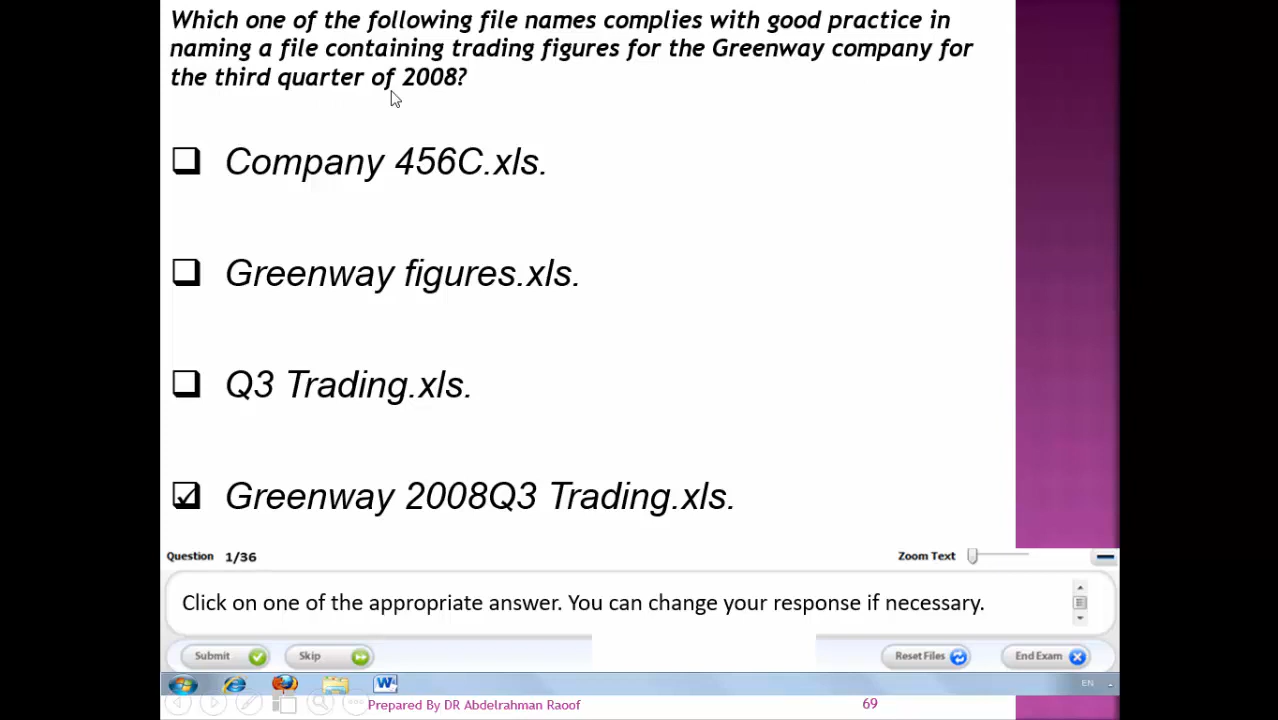 Which one of the following file names complies with good practice in
naming a file containing trading figures for the Greenway company for
the third quarter of 2008?
Company 456C.xls.
Greenway figures.xls.
Q3 Trading.xls.
Greenway 2008Q3 Trading.xls.
Question 1/36
Zoom Text
Click on one of the appropriate answer. You can change your response if necessary.
Submit
Skip
Reset Files
End Exam
EN
Prepared By DR Abdelrahman Raoof
69